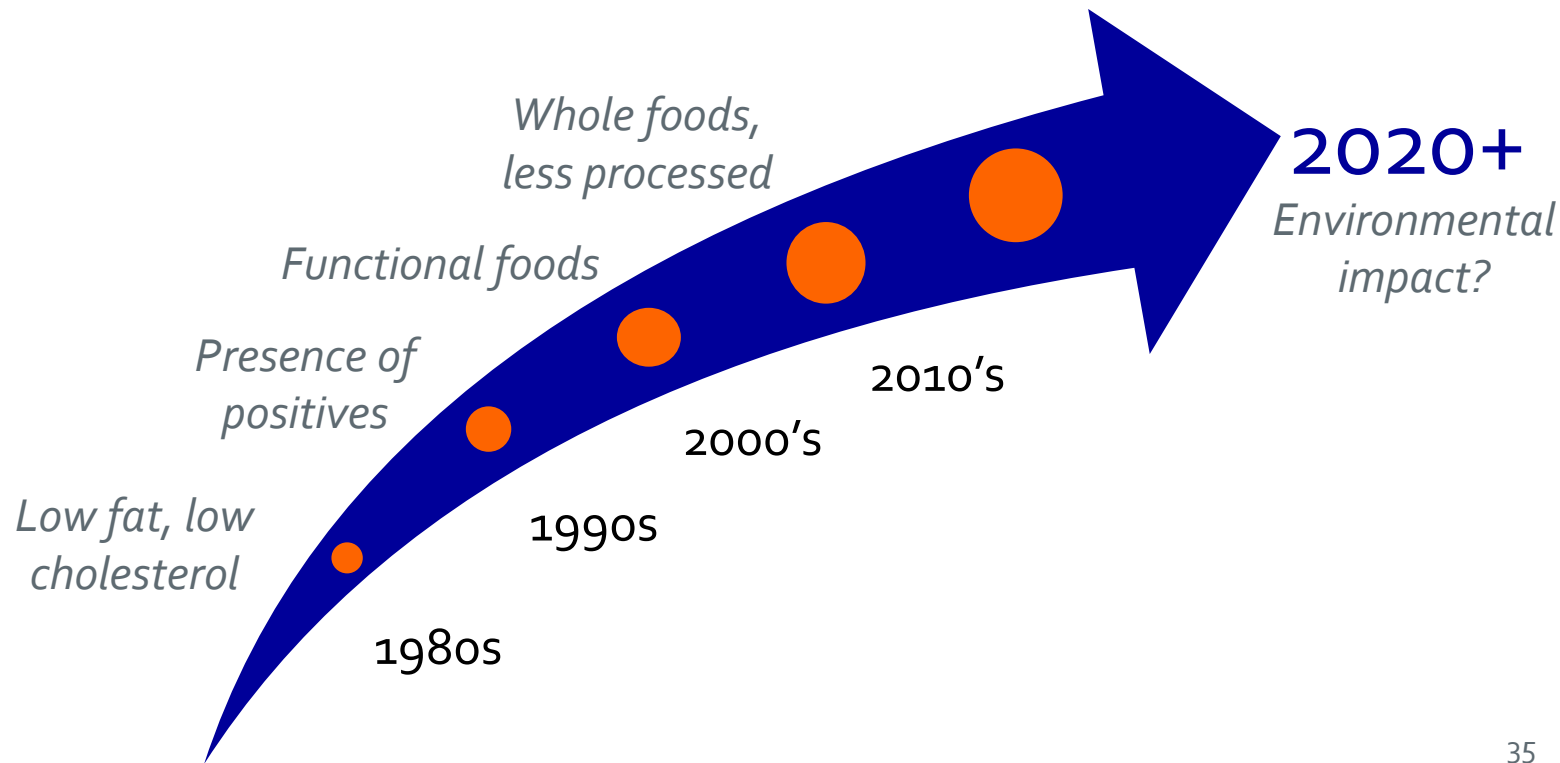 Whole foods,
less processed
2020+
Environmental
impact?
Functional foods
Presence of
positives
2010's
2000's
Low fat, low
cholesterol
1990s
1980s
35